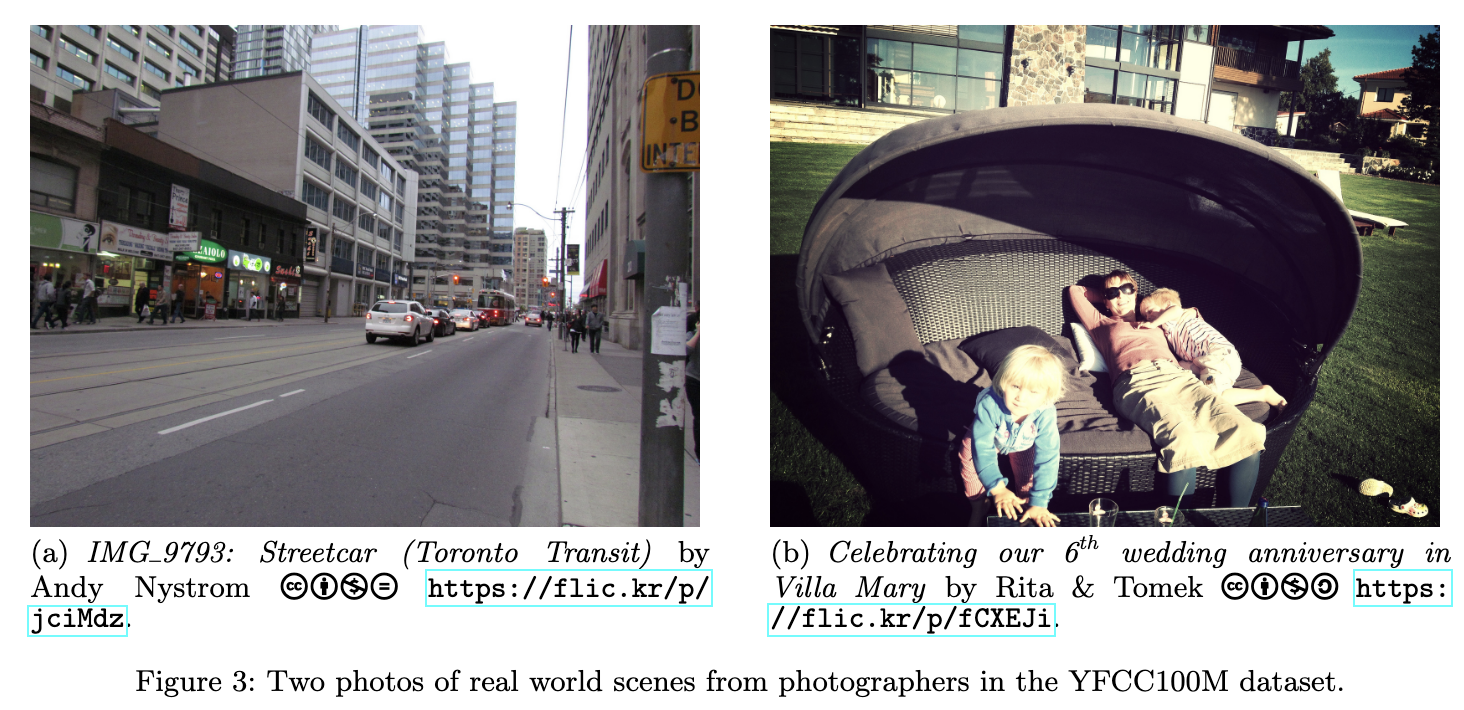 D
B
INTE
(a) IMG_9793: Streetcar (Toronto Transit) by
Andy Nystrom https://flic.kr/p/
jciMdz.
(b) Celebrating our 6th wedding anniversary in
Villa Mary by Rita & Tomek https:
//flic.kr/p/fCXEJi.
Figure 3: Two photos of real world scenes from photographers in the YFCC100M dataset.